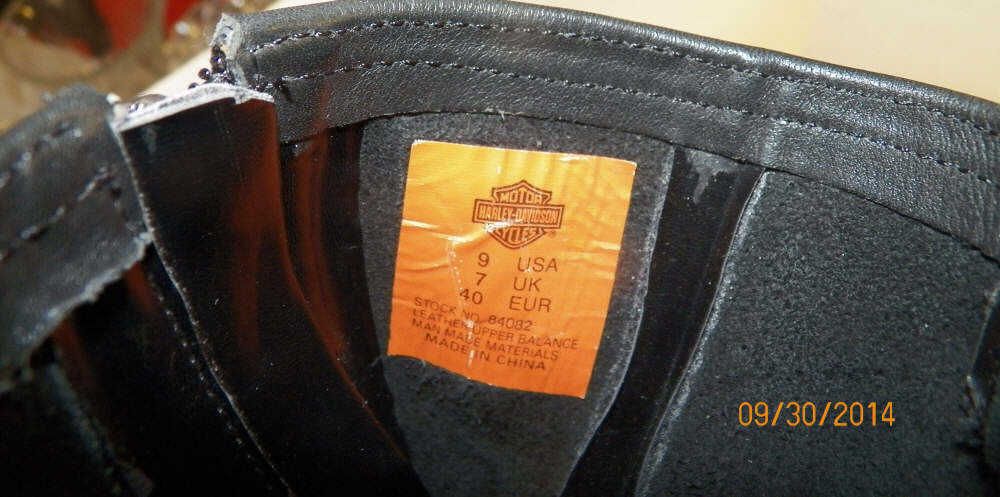 MOTOR
HARLEY-DAVIDSON
CYCLES
®
9 USA
7 UK
40 EUR
STOCK NO. 84082
LEATHER UPPER BALANCE
MAN MADE MATERIALS
MADE IN CHINA
09/30/2014